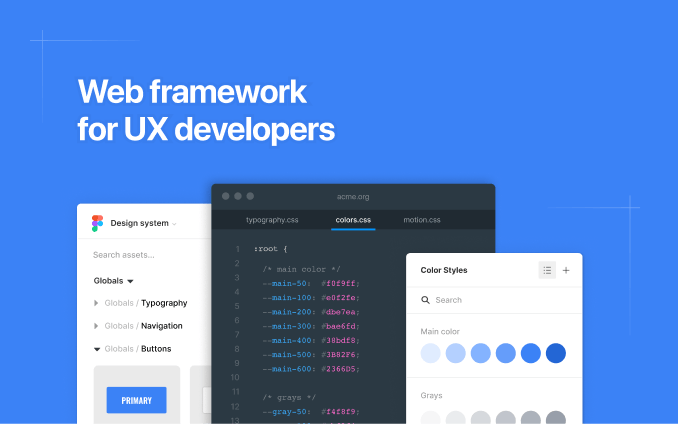 Web framework
for UX developers
Design system
Search assets...
Globals
Globals / Typography
Globals / Navigation
Globals / Buttons
PRIMARY
acme.org
typography.css colors.css motion.css
1 :root {
2
3 /* main color */
4 --main-50: #f0f9ff;
5 --main-100: #e0f2fe;
6 --main-200: #dbe7ea;
7 --main-300: #bae6fd;
8 --main-400: #38bdf8;
8 --main-500: #3B82F6;
9 --main-600: #2366D5;
10
11 /* grays */
12 --gray-50: #f4f8f9;
13
Color Styles
Search
Main color
Grays